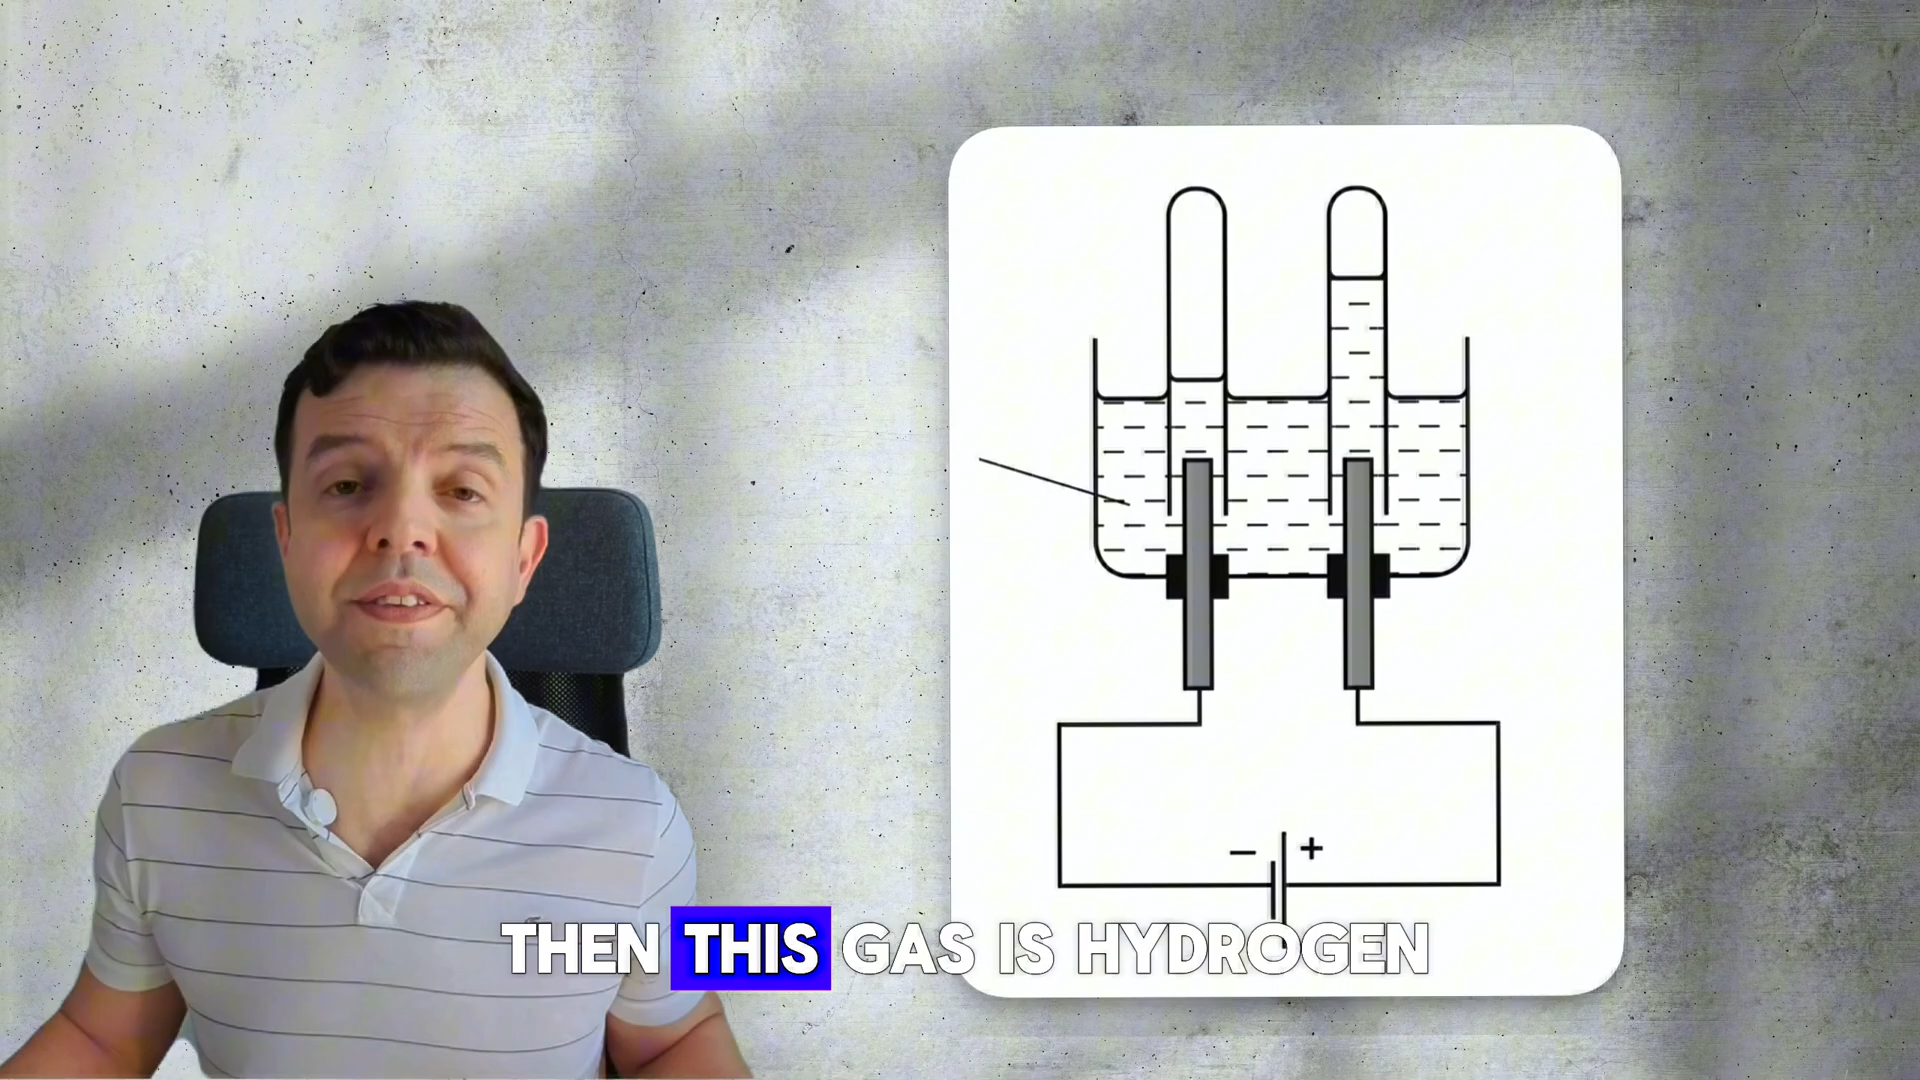 − +
THEN THIS GAS IS HYDROGEN